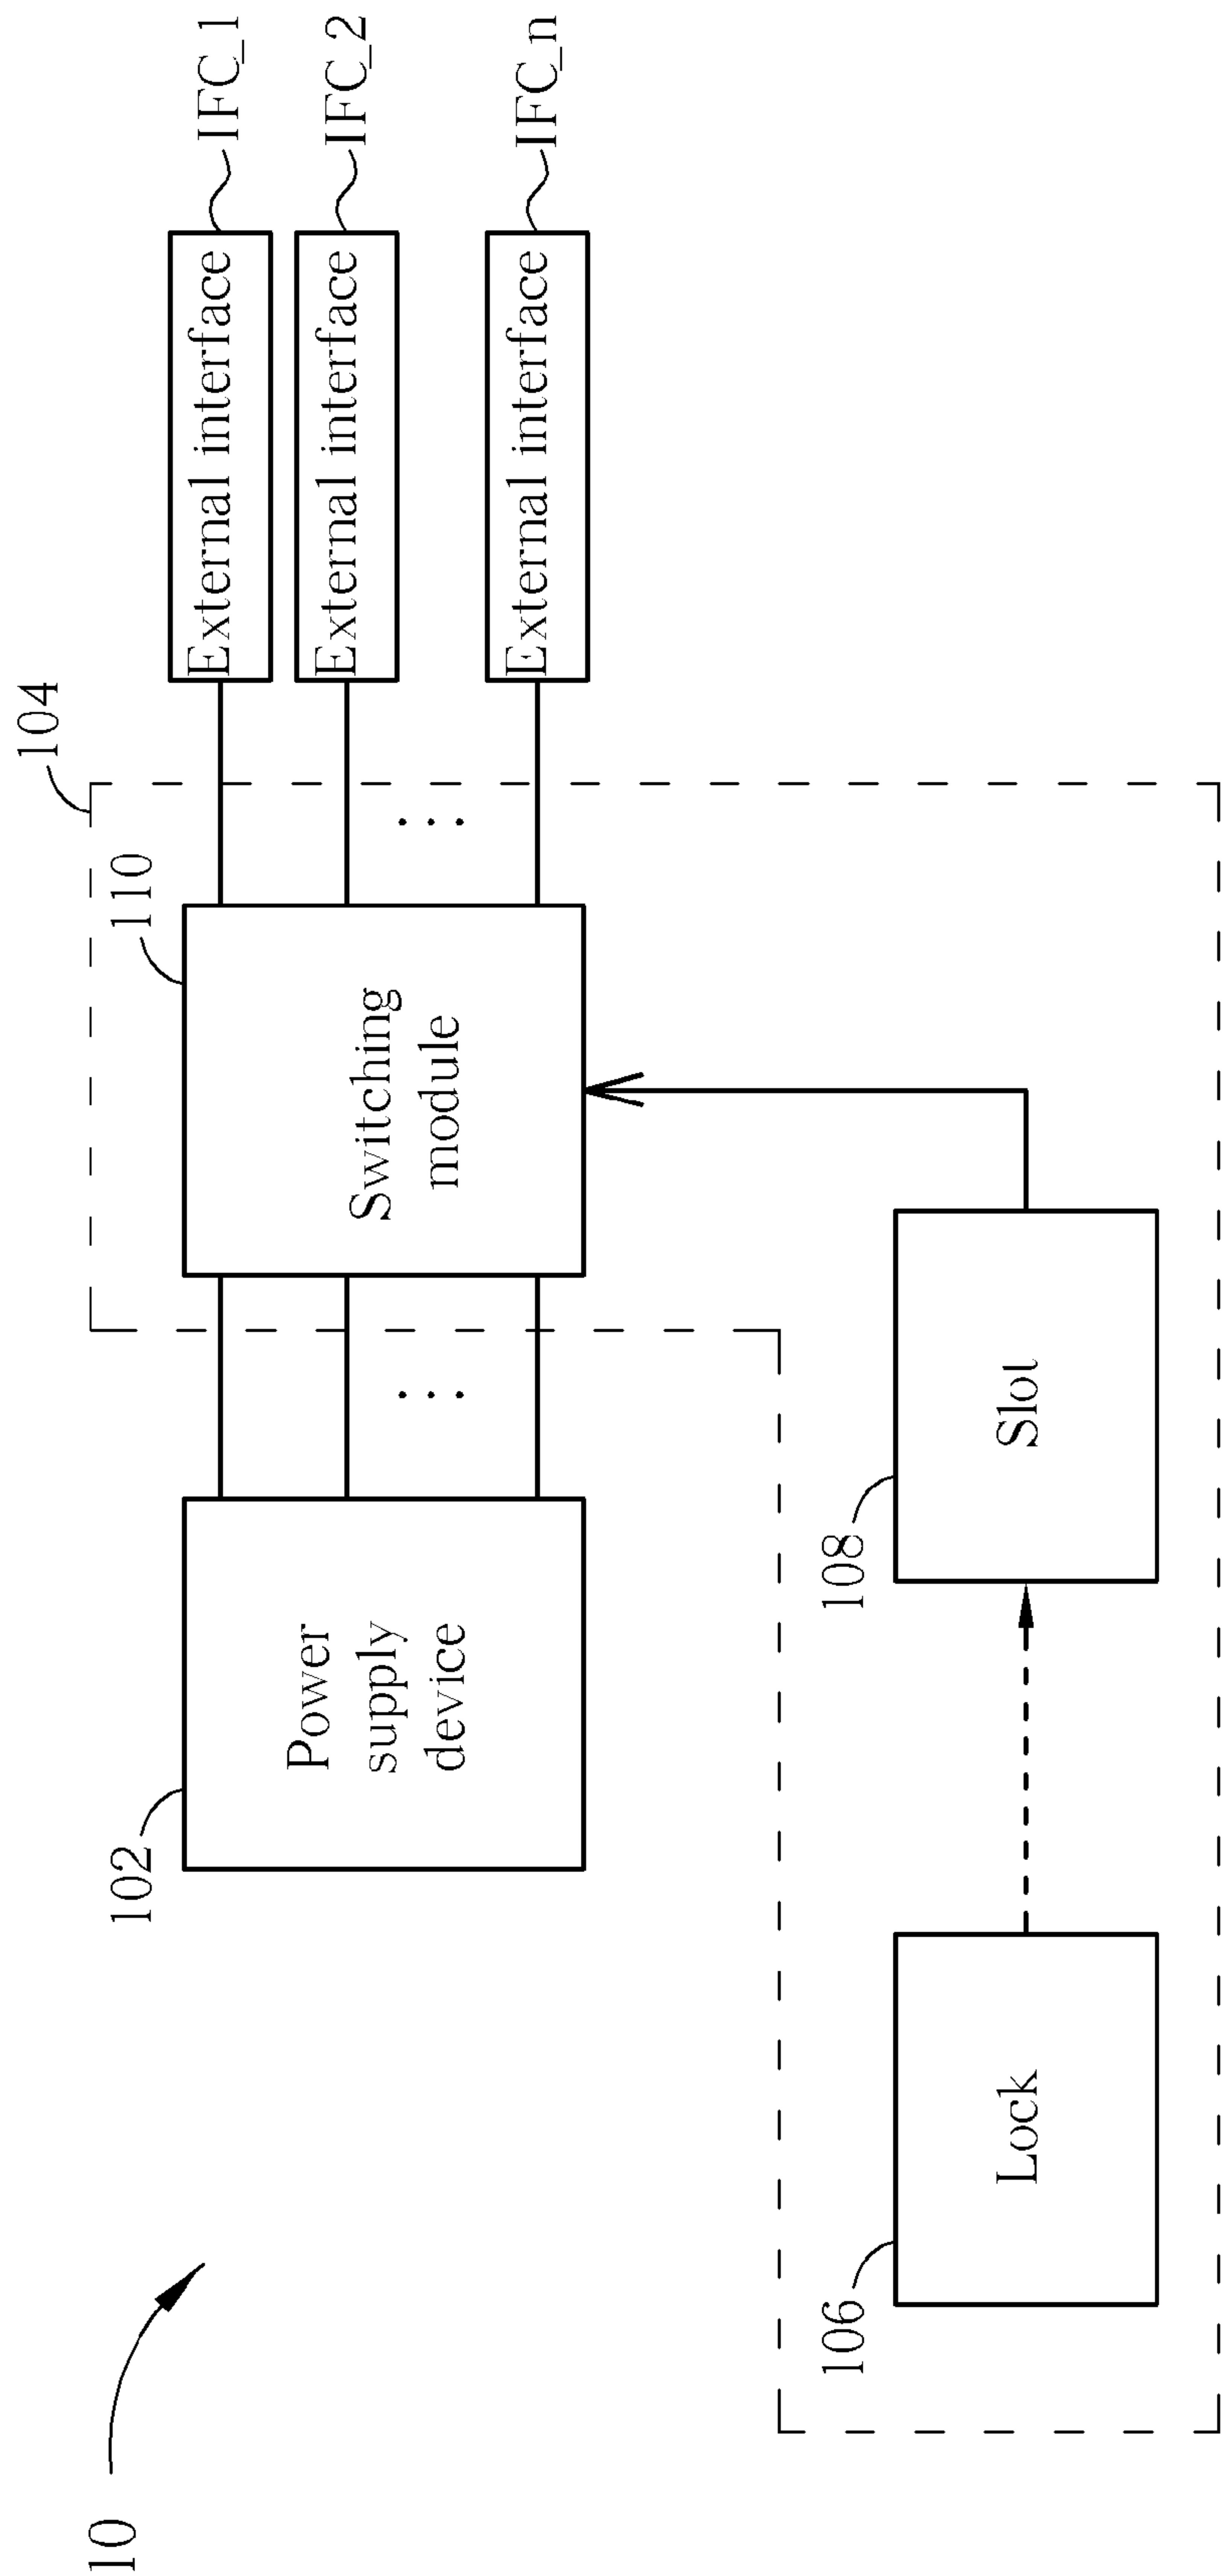 10
102
Power
supply
device
104
110
Switching
module
External interface
IFC_1
External interface
IFC_2
External interface
IFC_n
106
Lock
108
Slot